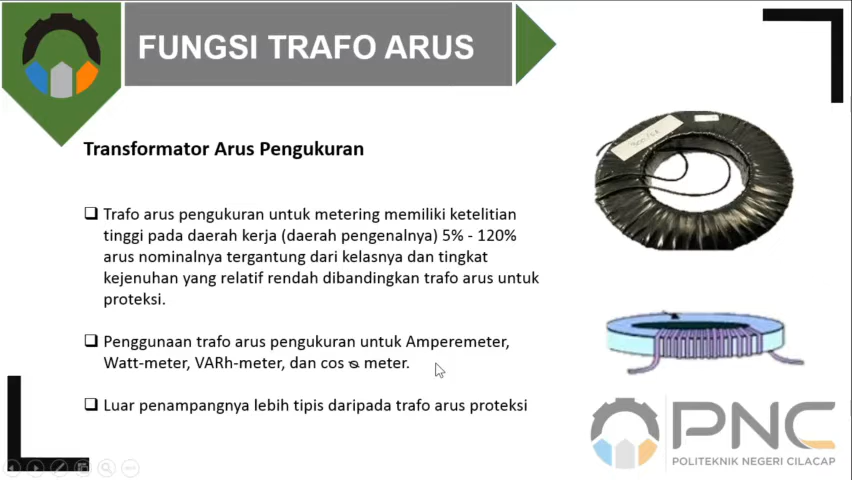 FUNGSI TRAFO ARUS
Transformator Arus Pengukuran
❑ Trafo arus pengukuran untuk metering memiliki ketelitian
tinggi pada daerah kerja (daerah pengenalnya) 5% - 120%
arus nominalnya tergantung dari kelasnya dan tingkat
kejenuhan yang relatif rendah dibandingkan trafo arus untuk
proteksi.
❑ Penggunaan trafo arus pengukuran untuk Amperemeter,
Watt-meter, VARh-meter, dan cos ⦰ meter.
❑ Luar penampangnya lebih tipis daripada trafo arus proteksi
PNC
POLITEKNIK NEGERI CILACAP